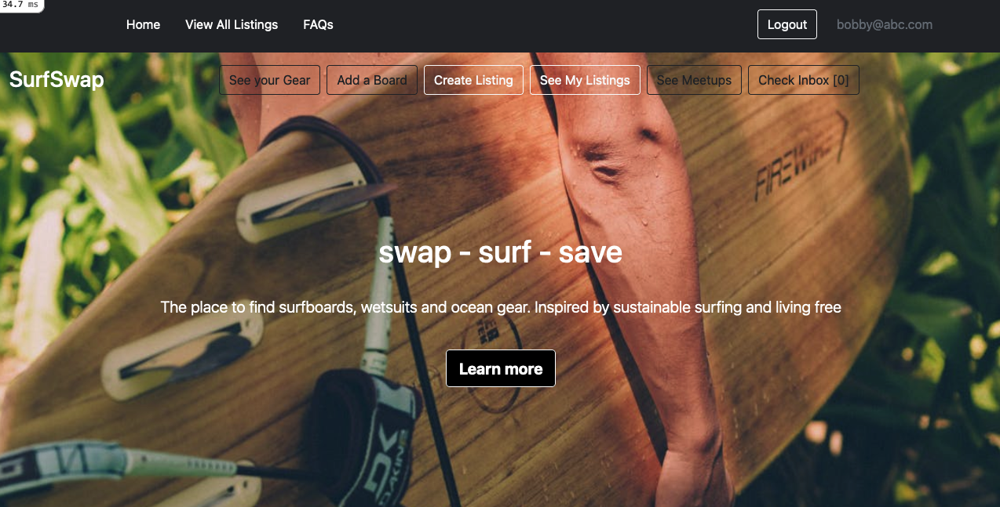 34.7 ms
Home View All Listings FAQs Logout bobby@abc.com
SurfSwap See your Gear Add a Board Create Listing See My Listings See Meetups Check Inbox [0]
FIREWIRE
swap - surf - save
The place to find surfboards, wetsuits and ocean gear. Inspired by sustainable surfing and living free
Learn more
DAKINE